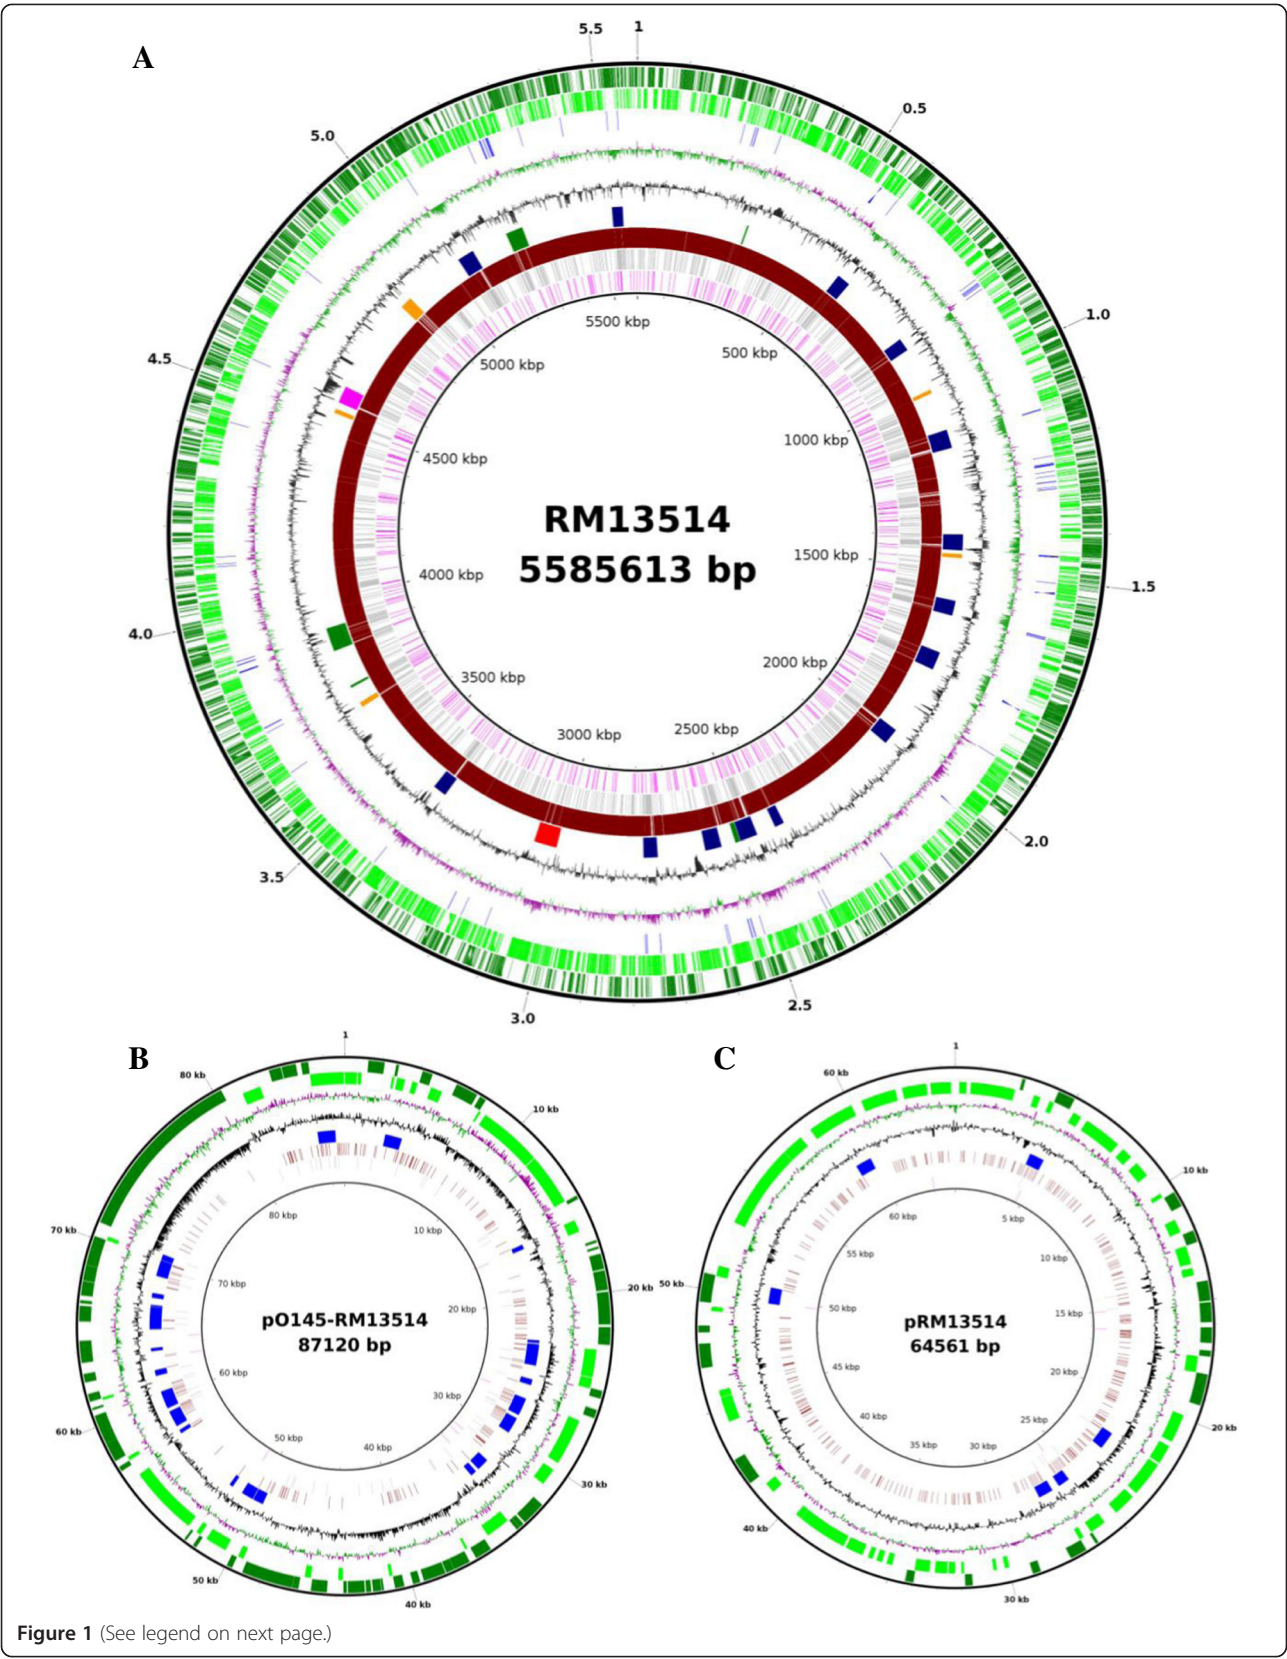 A
5.5
1
0.5
1.0
1.5
2.0
2.5
3.0
3.5
4.0
4.5
5.0
5500 kbp
500 kbp
1000 kbp
1500 kbp
2000 kbp
2500 kbp
3000 kbp
3500 kbp
4000 kbp
4500 kbp
5000 kbp
RM13514
5585613 bp
B
1
10 kb
20 kb
30 kb
40 kb
50 kb
60 kb
70 kb
80 kb
80 kbp
10 kbp
20 kbp
30 kbp
40 kbp
50 kbp
60 kbp
70 kbp
pO145-RM13514
87120 bp
C
1
10 kb
20 kb
30 kb
40 kb
50 kb
60 kb
60 kbp
5 kbp
10 kbp
15 kbp
20 kbp
25 kbp
30 kbp
35 kbp
40 kbp
45 kbp
50 kbp
55 kbp
pRM13514
64561 bp
Figure 1 (See legend on next page.)